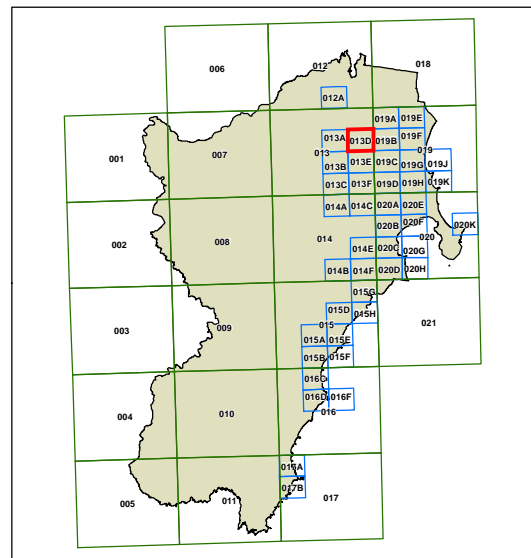 012 018
006
012A
019A 019E
013A 013D 019B 019F
001 007 013 019
013B 013E 019C 019G 019J
013C 013F 019D 019H 019K
014A 014C 020A 020E
020B 020F 020K
002 008 014 020
014E 020C 020G
014B 014F 020D 020H
015G
015D 015H
003 009 015 021
015A 015E
015B 015F
016C
004 010 016D 016F
016
017A
017B
005 011 017